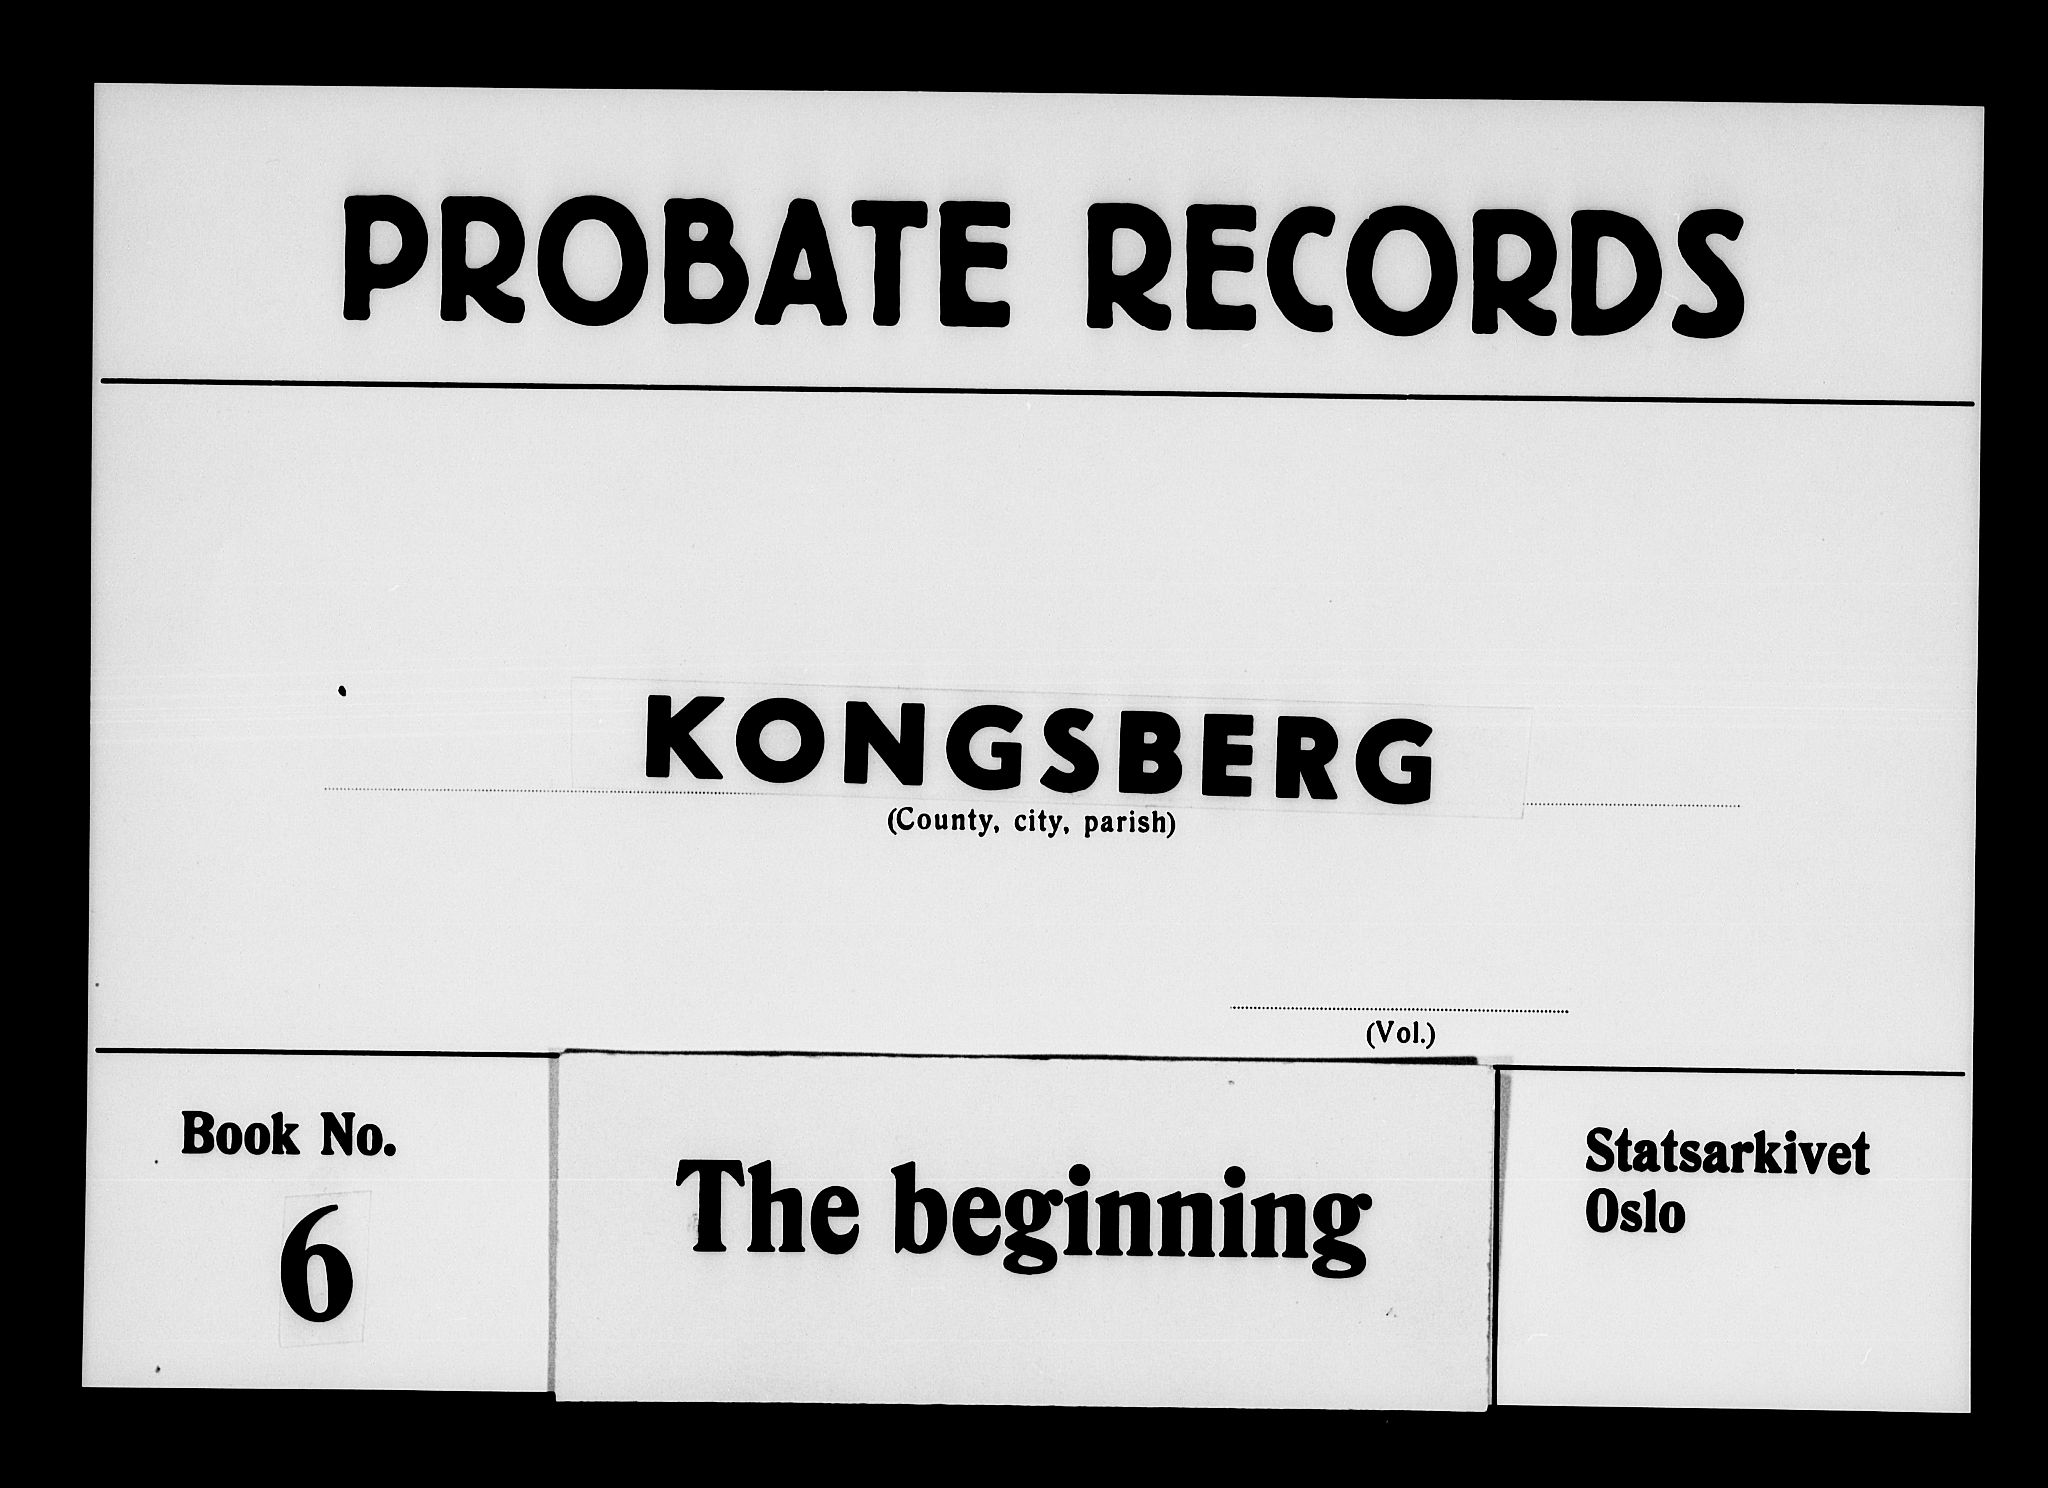 PROBATE RECORDS
KONGSBERG
(County, city, parish)
(Vol.)
Book No.
6
The beginning
Statsarkivet
Oslo